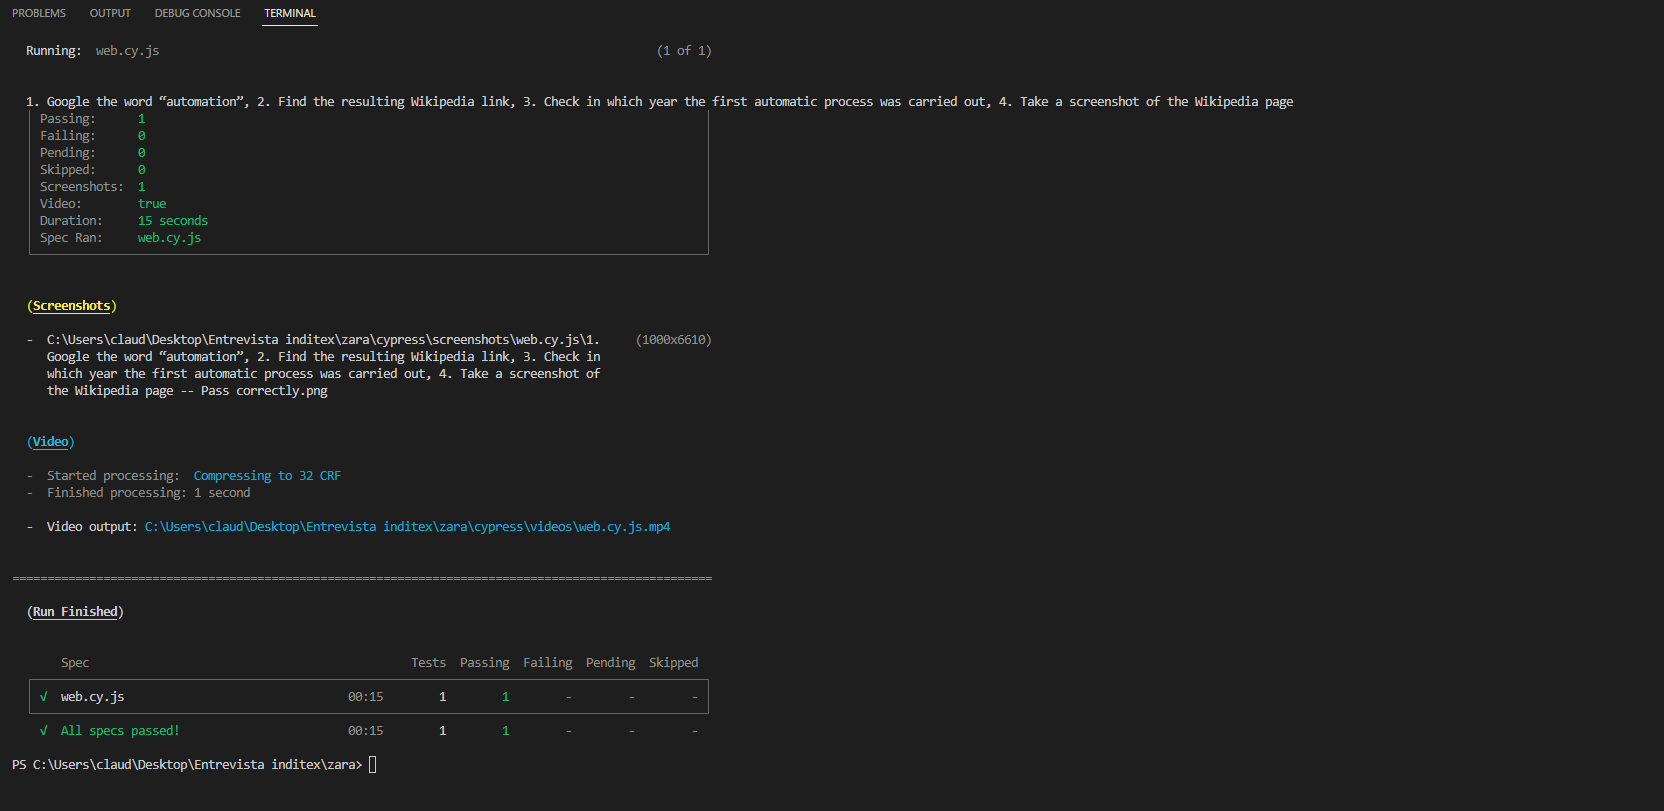 PROBLEMS OUTPUT DEBUG CONSOLE TERMINAL
Running: web.cy.js (1 of 1)
1. Google the word “automation”, 2. Find the resulting Wikipedia link, 3. Check in which year the first automatic process was carried out, 4. Take a screenshot of the Wikipedia page
Passing: 1
Failing: 0
Pending: 0
Skipped: 0
Screenshots: 1
Video: true
Duration: 15 seconds
Spec Ran: web.cy.js
(Screenshots)
- C:\Users\claud\Desktop\Entrevista inditex\zara\cypress\screenshots\web.cy.js\1. (1000x6610)
Google the word “automation”, 2. Find the resulting Wikipedia link, 3. Check in
which year the first automatic process was carried out, 4. Take a screenshot of
the Wikipedia page -- Pass correctly.png
(Video)
- Started processing: Compressing to 32 CRF
- Finished processing: 1 second
- Video output: C:\Users\claud\Desktop\Entrevista inditex\zara\cypress\videos\web.cy.js.mp4
====================================================================================================
(Run Finished)
Spec Tests Passing Failing Pending Skipped
√ web.cy.js 00:15 1 1 - - -
√ All specs passed! 00:15 1 1 - - -
PS C:\Users\claud\Desktop\Entrevista inditex\zara>